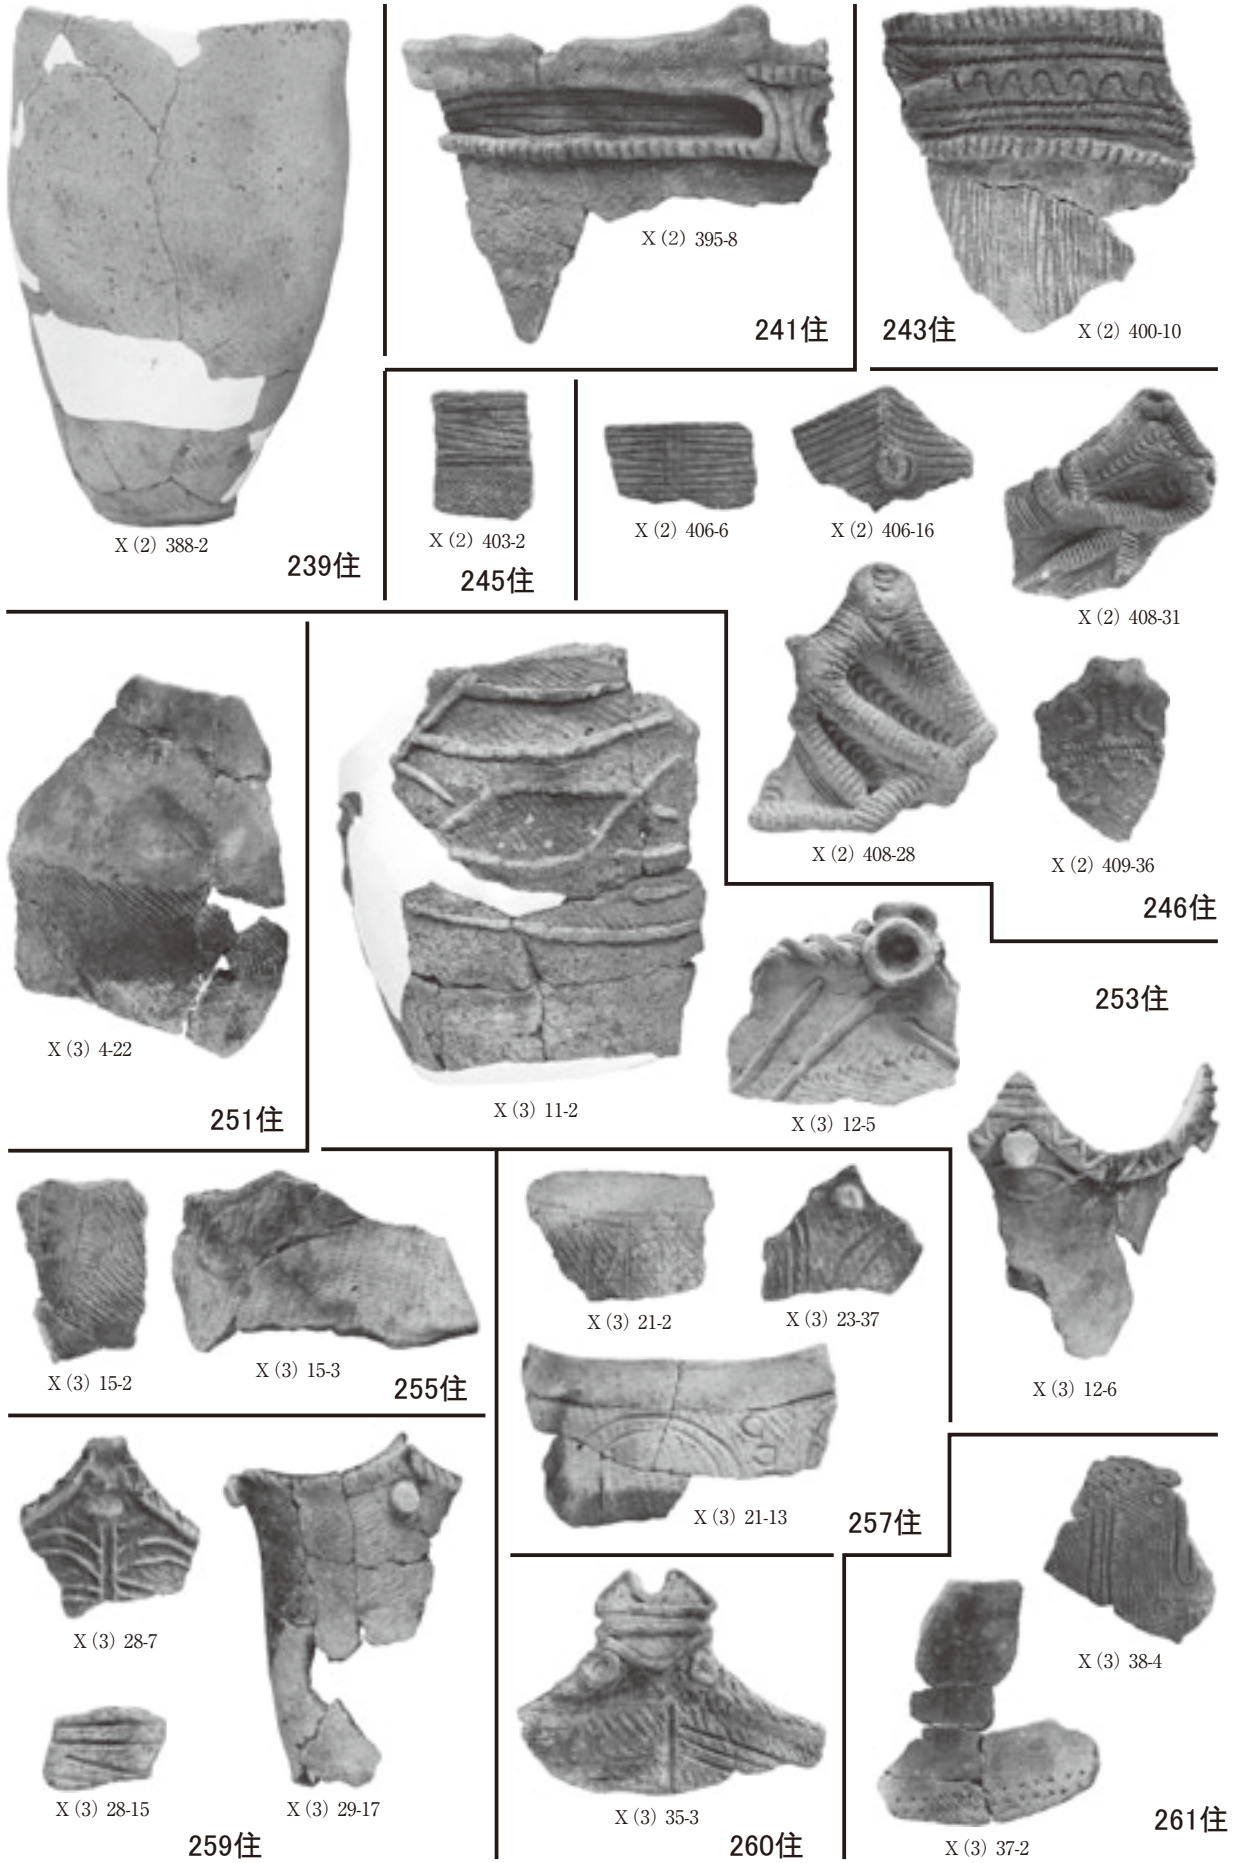 X (2) 388-2
239住
X (2) 395-8
241住
243住
X (2) 400-10
X (2) 403-2
245住
X (2) 406-6
X (2) 406-16
X (2) 408-31
X (2) 408-28
X (2) 409-36
246住
X (3) 4-22
251住
X (3) 11-2
X (3) 12-5
253住
X (3) 12-6
X (3) 15-2
X (3) 15-3
255住
X (3) 21-2
X (3) 23-37
X (3) 21-13
257住
X (3) 28-7
X (3) 28-15
X (3) 29-17
259住
X (3) 35-3
260住
X (3) 38-4
X (3) 37-2
261住